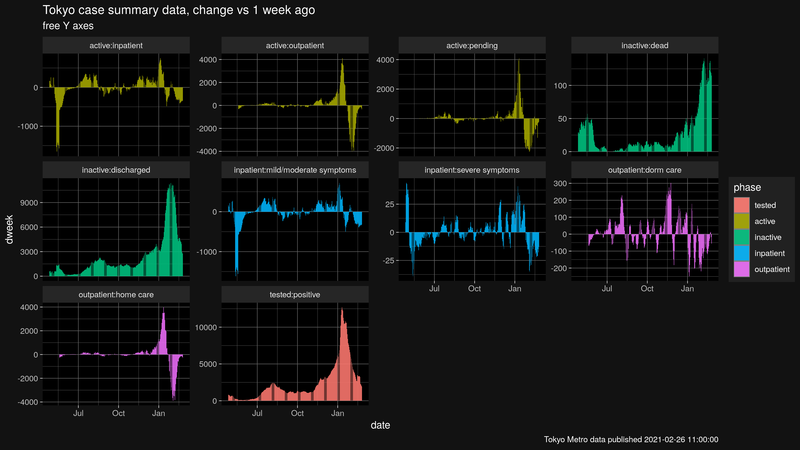 Tokyo case summary data, change vs 1 week ago
free Y axes
active:inpatient
active:outpatient
active:pending
inactive:dead
0
-1000
4000
2000
0
-2000
-4000
4000
2000
0
-2000
100
50
0
inactive:discharged
inpatient:mild/moderate symptoms
inpatient:severe symptoms
outpatient:dorm care
9000
6000
3000
0
0
-1000
25
0
-25
300
200
100
0
-100
-200
Jul Oct Jan
Jul Oct Jan
outpatient:home care
tested:positive
4000
2000
0
-2000
-4000
10000
5000
0
Jul Oct Jan
Jul Oct Jan
dweek
date
phase
tested
active
inactive
inpatient
outpatient
Tokyo Metro data published 2021-02-26 11:00:00